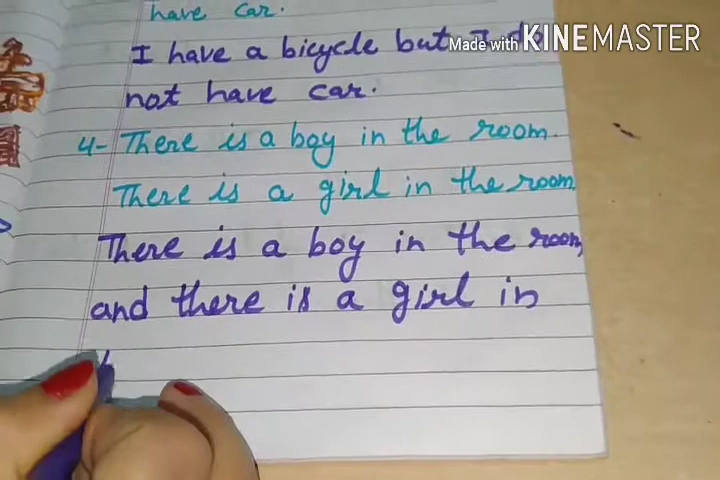 have car.
I have a bicycle but I do
Made with KINEMASTER
not have car.
4- There is a boy in the room.
There is a girl in the room
There is a boy in the room,
and there is a girl in